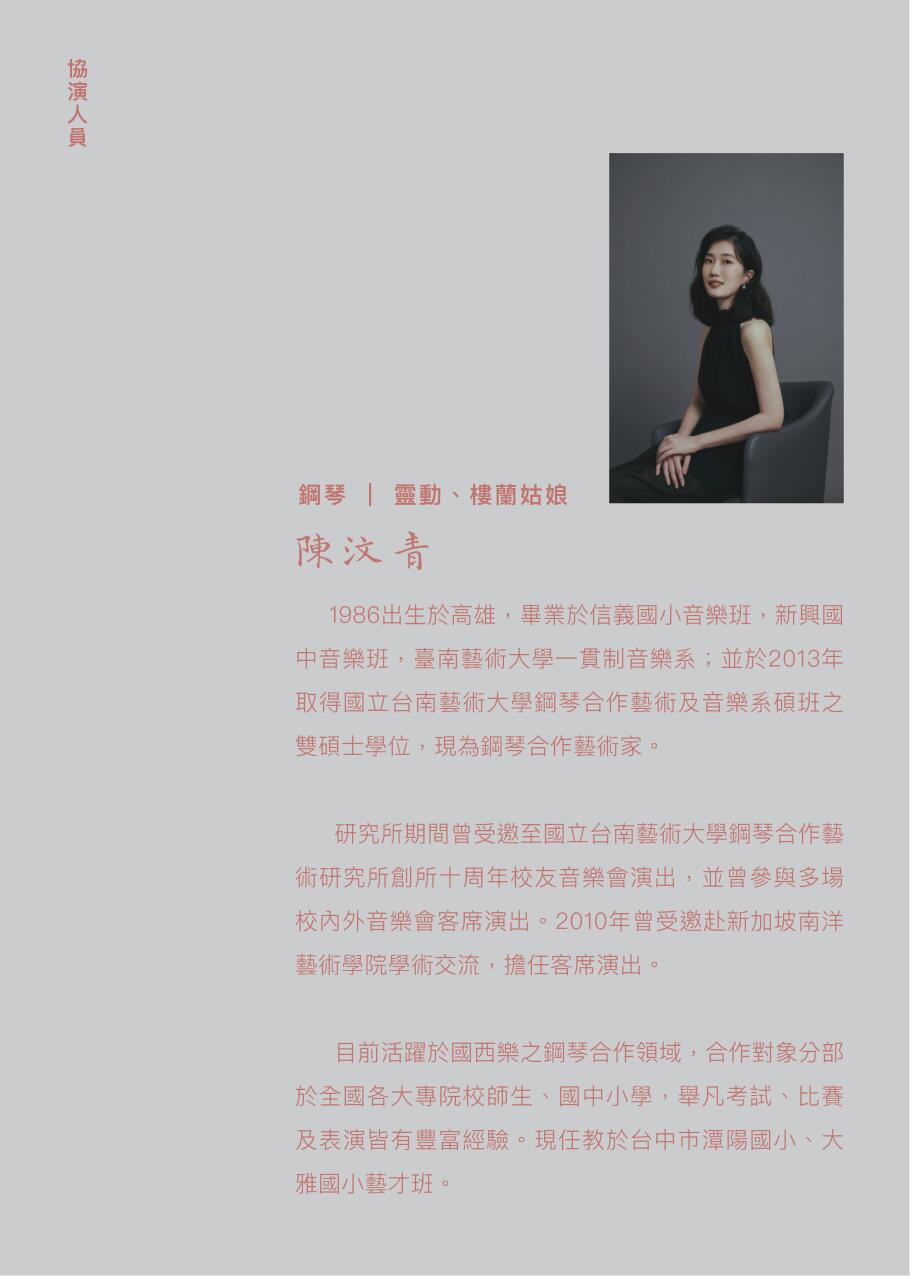 協演人員
鋼琴 | 靈動、樓蘭姑娘
陳汶青
1986出生於高雄，畢業於信義國小音樂班，新興國
中音樂班，臺南藝術大學一貫制音樂系；並於2013年
取得國立台南藝術大學鋼琴合作藝術及音樂系碩班之
雙碩士學位，現為鋼琴合作藝術家。
研究所期間曾受邀至國立台南藝術大學鋼琴合作藝
術研究所創所十周年校友音樂會演出，並曾參與多場
校內外音樂會客席演出。2010年曾受邀赴新加坡南洋
藝術學院學術交流，擔任客席演出。
目前活躍於國西樂之鋼琴合作領域，合作對象分部
於全國各大專院校師生、國中小學，舉凡考試、比賽
及表演皆有豐富經驗。現任教於台中市潭陽國小、大
雅國小藝才班。